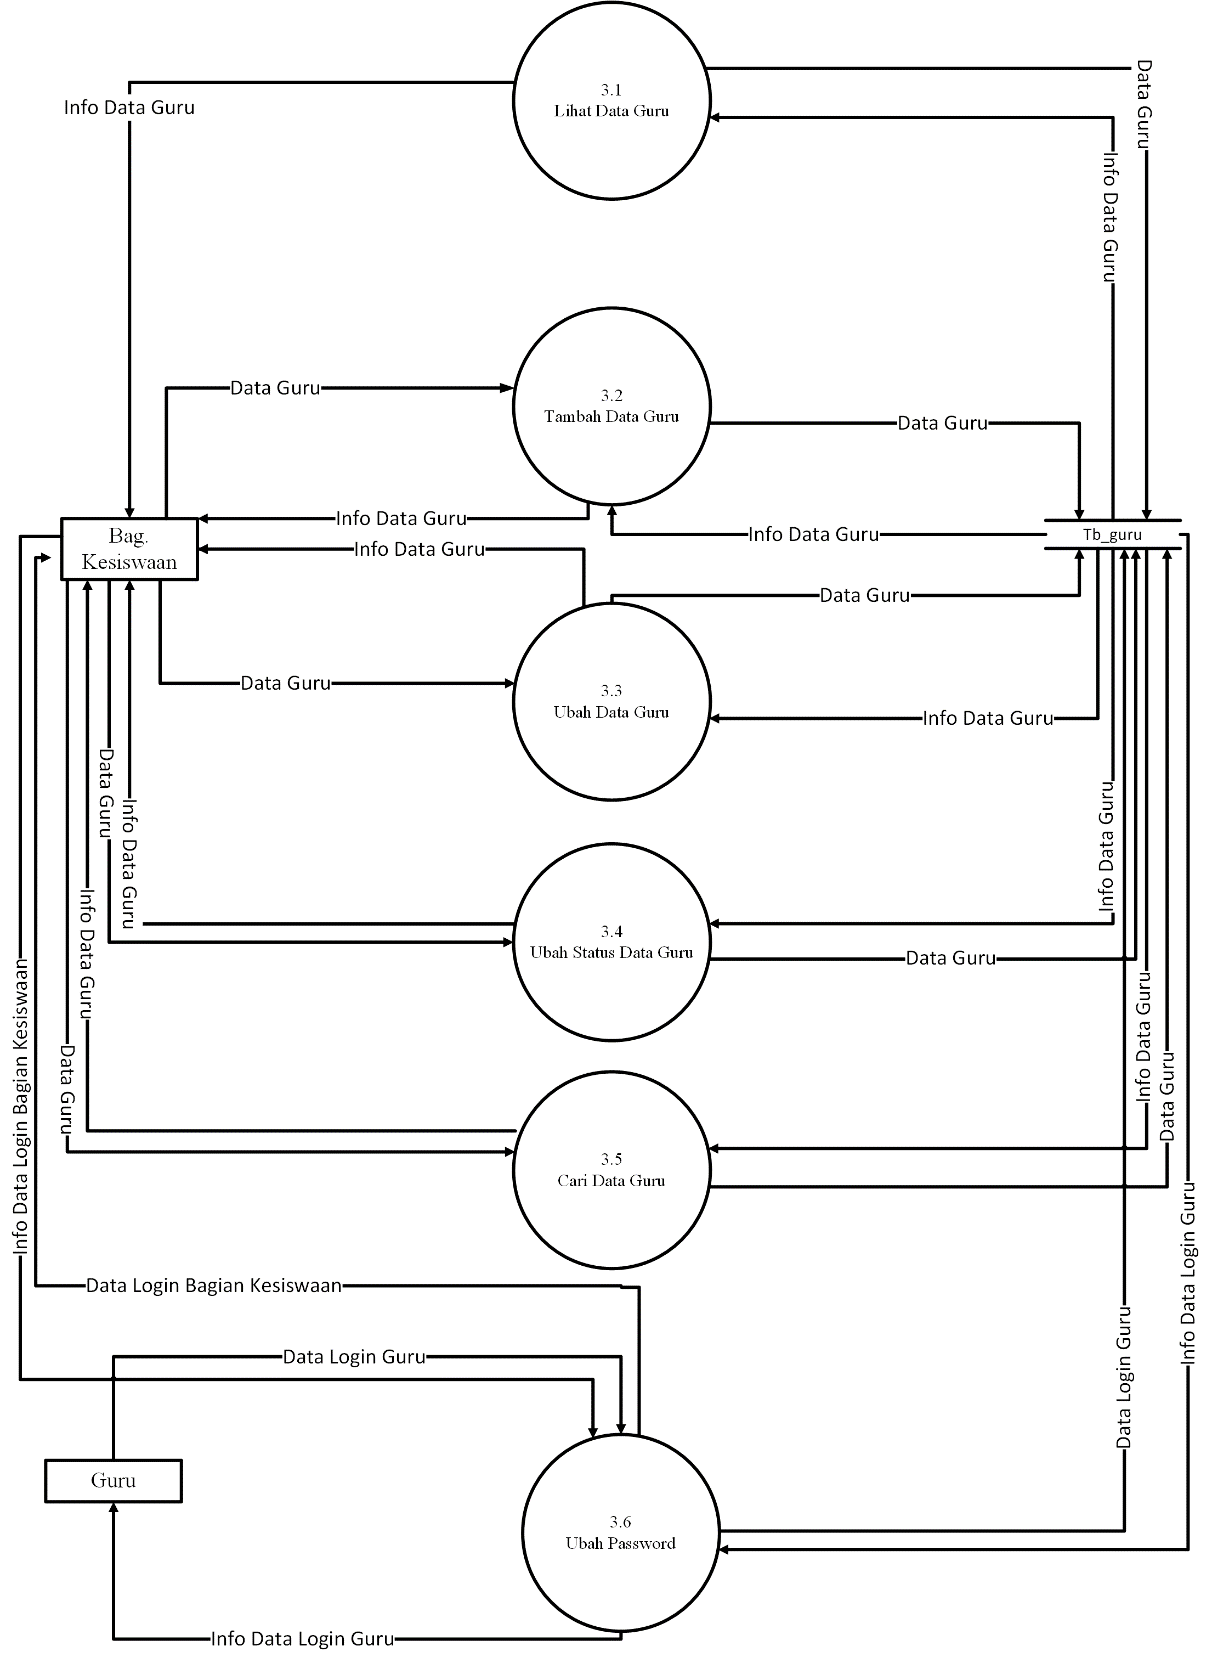 3.1
Lihat Data Guru
Info Data Guru
Data Guru
Info Data Guru
3.2
Tambah Data Guru
Data Guru
Data Guru
Info Data Guru
Info Data Guru
Bag.
Kesiswaan
Tb_guru
Info Data Guru
Data Guru
3.3
Ubah Data Guru
Data Guru
Info Data Guru
Data Guru
Info Data Guru
Info Data Guru
3.4
Ubah Status Data Guru
Data Guru
Info Data Guru
Data Guru
Info Data Login Bagian Kesiswaan
Info Data Guru
Data Guru
3.5
Cari Data Guru
Data Login Bagian Kesiswaan
Info Data Login Guru
Data Login Guru
Data Login Guru
Guru
3.6
Ubah Password
Info Data Login Guru